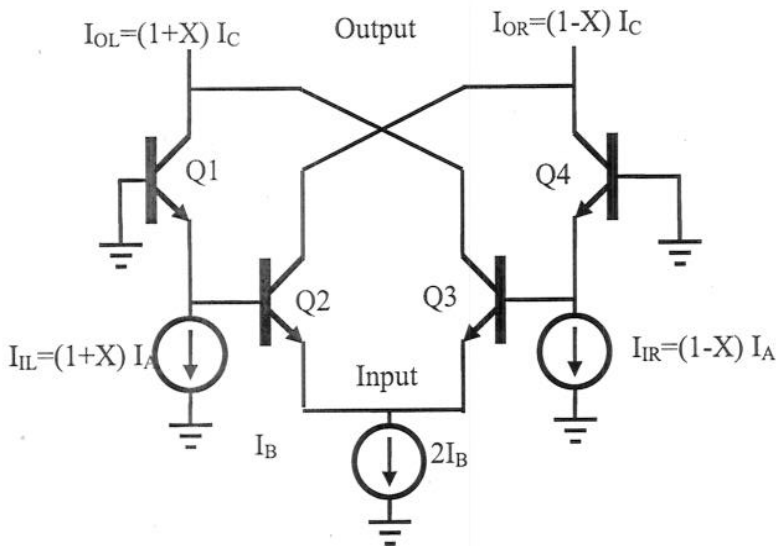 I_OL=(1+X) I_C
Output
I_OR=(1-X) I_C
Q1
Q4
Q2
Q3
I_IL=(1+X) I_A
Input
I_IR=(1-X) I_A
I_B
2I_B